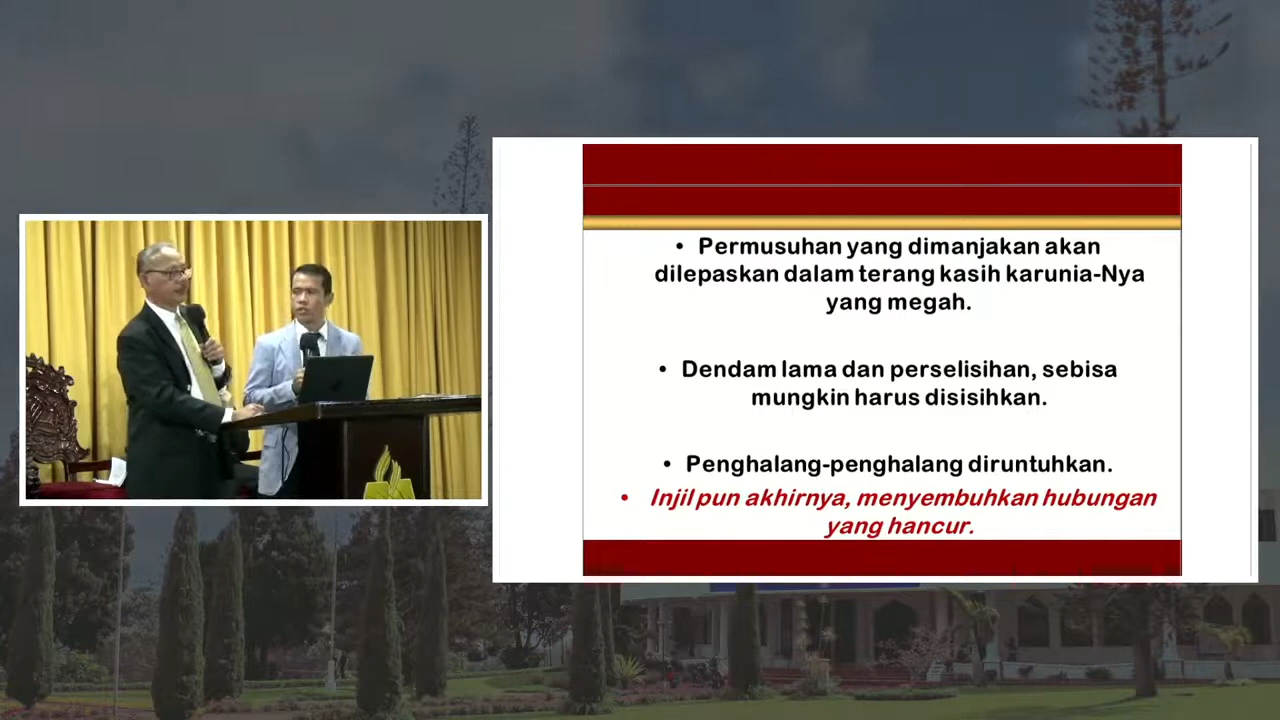 • Permusuhan yang dimanjakan akan
dilepaskan dalam terang kasih karunia-Nya
yang megah.
• Dendam lama dan perselisihan, sebisa
mungkin harus disisihkan.
• Penghalang-penghalang diruntuhkan.
• Injil pun akhirnya, menyembuhkan hubungan
yang hancur.